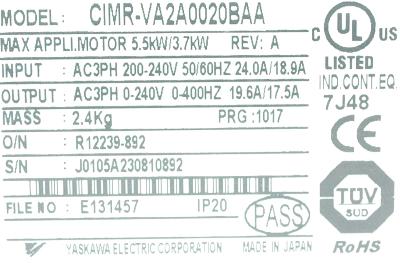 MODEL : CIMR-VA2A0020BAA
MAX APPLI.MOTOR 5.5kW/3.7kW REV: A
INPUT : AC3PH 200-240V 50/60HZ 24.0A/18.9A
OUTPUT : AC3PH 0-240V 0-400HZ 19.6A/17.5A
MASS : 2.4Kg PRG :1017
O/N : R12239-892
S/N : J0105A230810892
FILE NO : E131457 IP20
PASS
YASKAWA ELECTRIC CORPORATION MADE IN JAPAN
C UL US
LISTED
IND.CONT.EQ.
7J48
CE
TÜV
SUD
RoHS